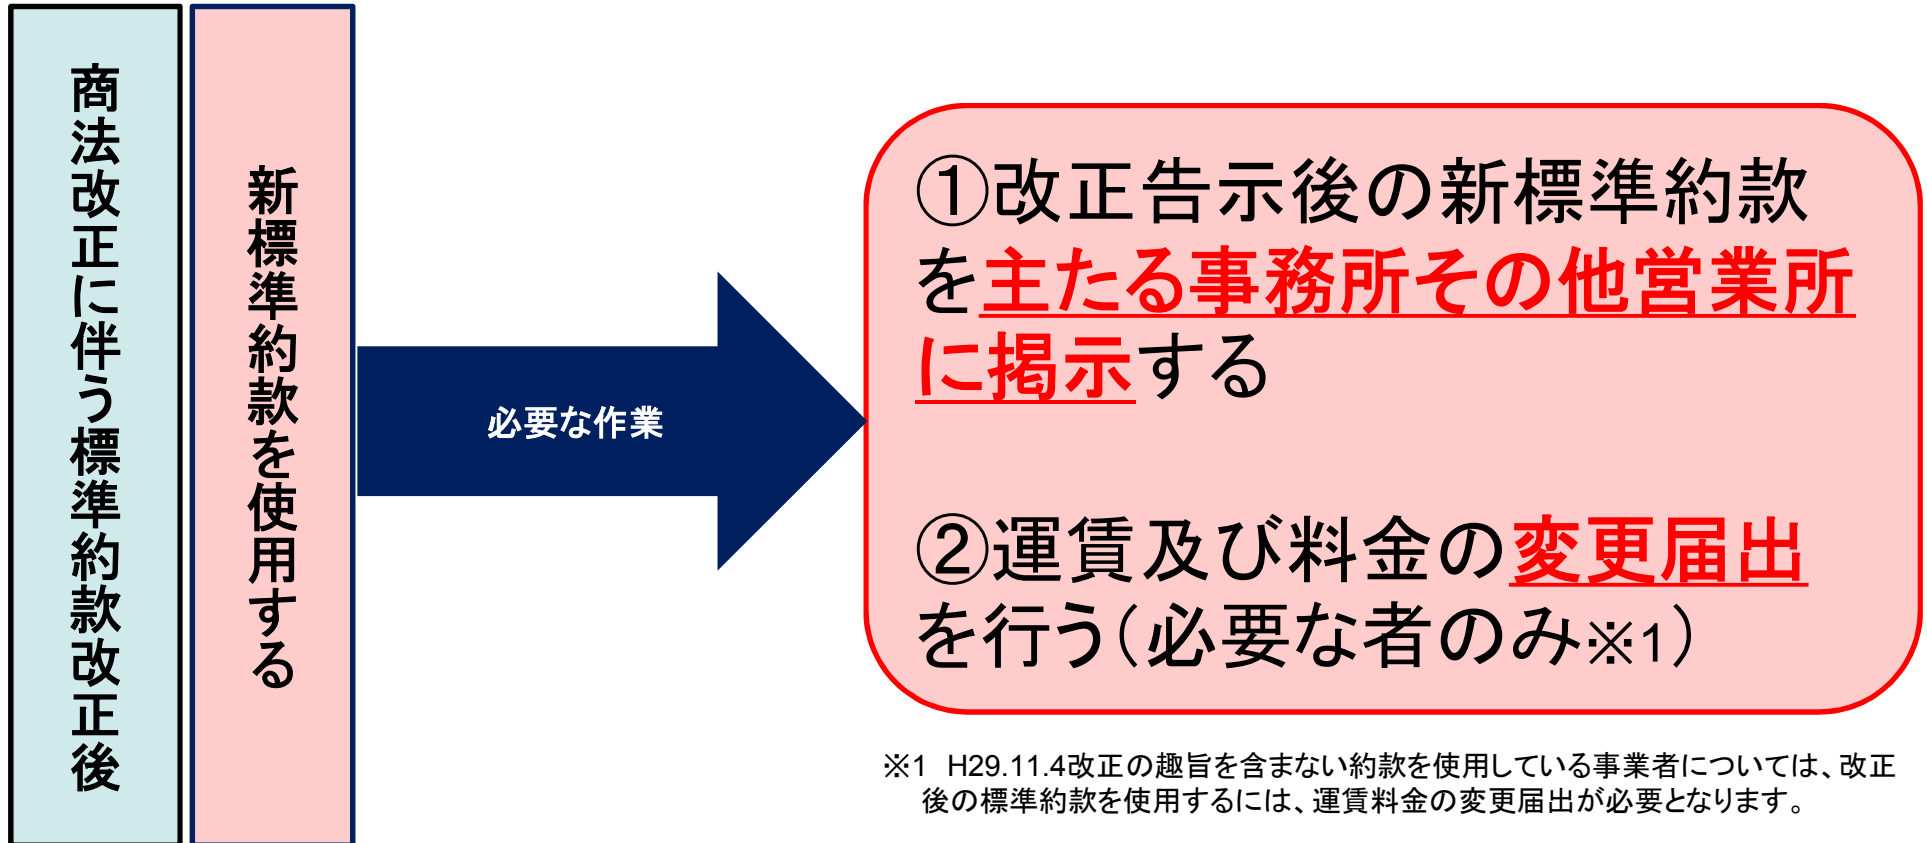 商法改正に伴う標準約款改正後
新標準約款を使用する
必要な作業
①改正告示後の新標準約款
を主たる事務所その他営業所
に掲示する
②運賃及び料金の変更届出
を行う(必要な者のみ※1)
※1 H29.11.4改正の趣旨を含まない約款を使用している事業者については、改正
後の標準約款を使用するには、運賃料金の変更届出が必要となります。